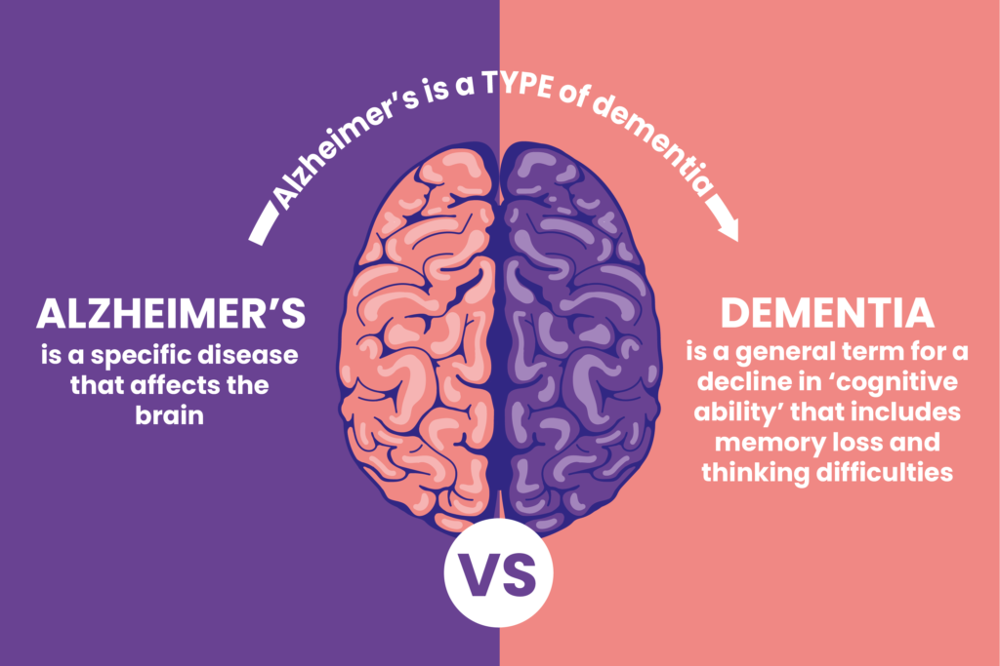 Alzheimer’s is a TYPE of dementia
ALZHEIMER’S
is a specific disease
that affects the
brain
DEMENTIA
is a general term for a
decline in ‘cognitive
ability’ that includes
memory loss and
thinking difficulties
VS